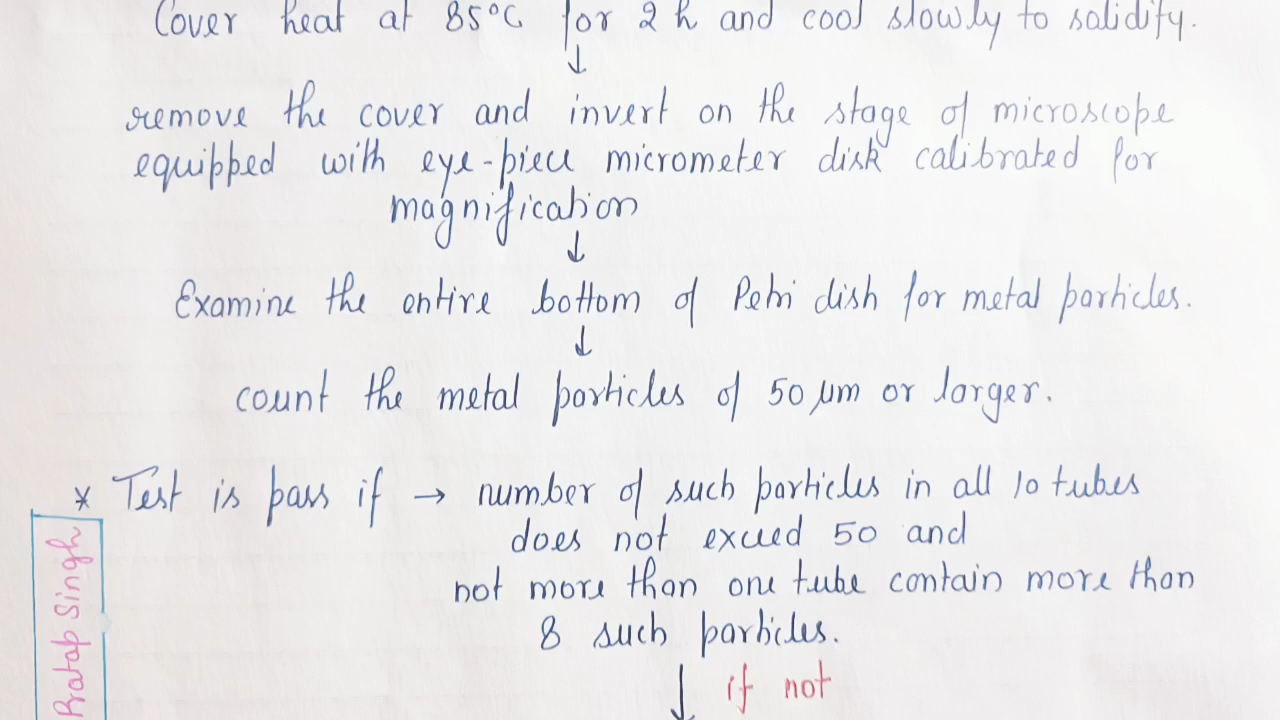 Cover heat at 85°C for 2 h and cool slowly to solidify.
↓
remove the cover and invert on the stage of microscope
equipped with eye-piece micrometer disk calibrated for
magnification
↓
Examine the entire bottom of Petri dish for metal particles.
↓
count the metal particles of 50 µm or larger.
* Test is pass if → number of such particles in all 10 tubes
does not exceed 50 and
not more than one tube contain more than
8 such particles.
↓ if not
Pratap Singh